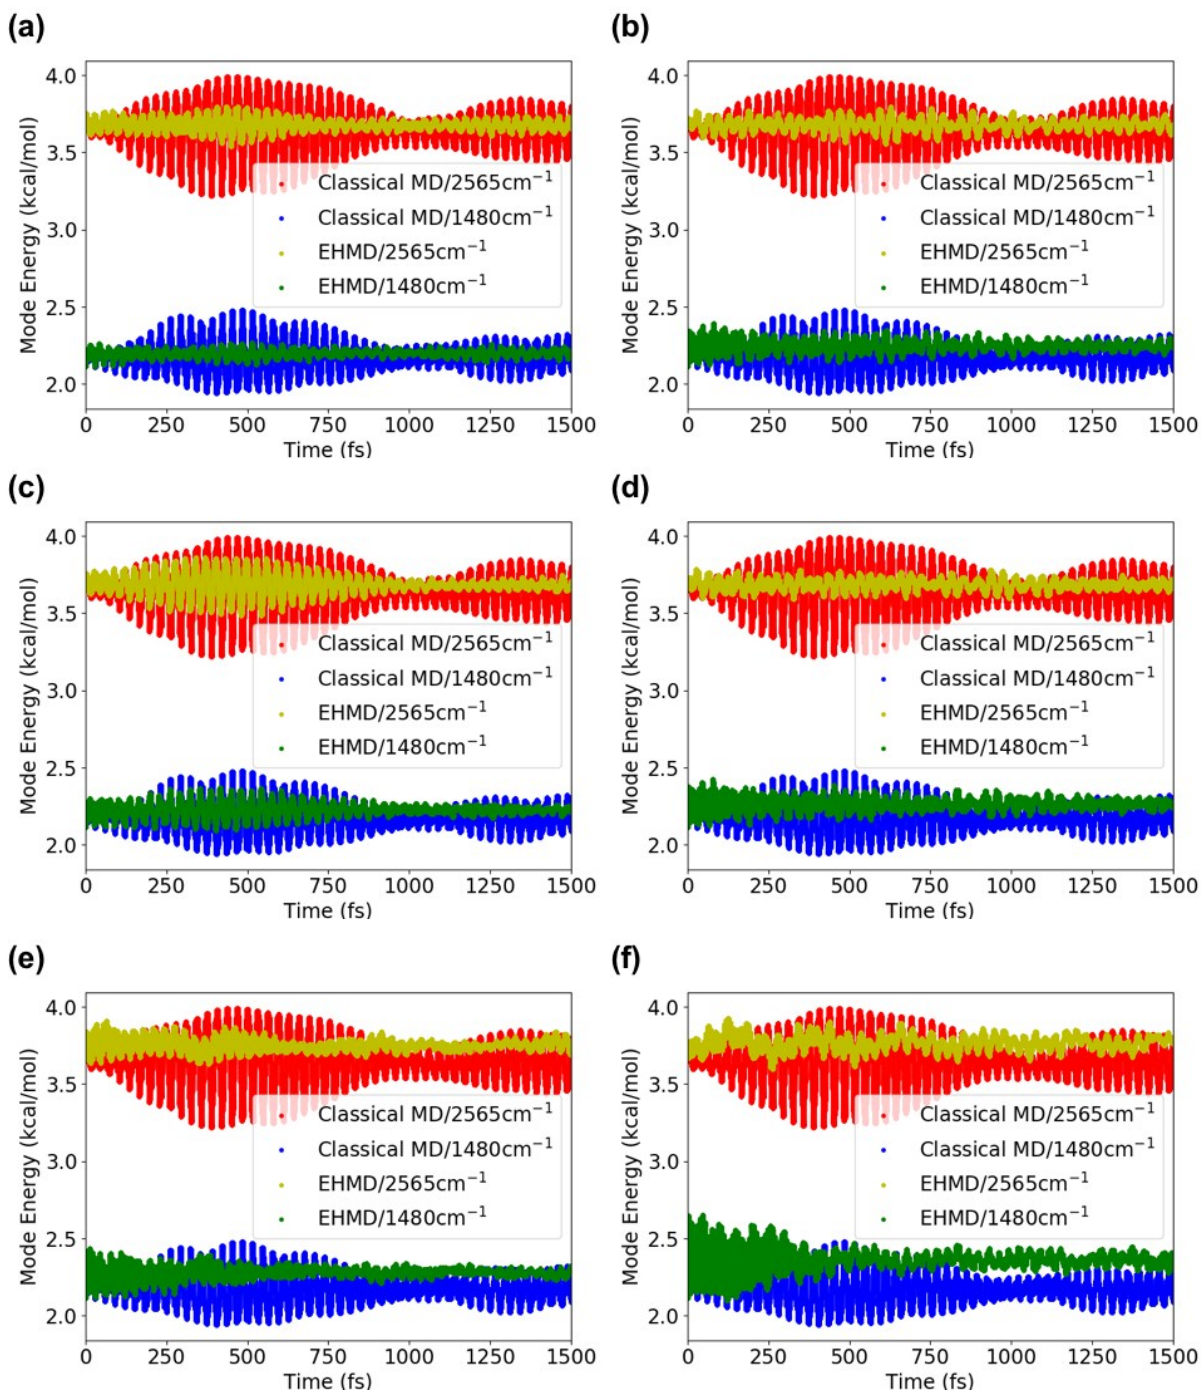 (a)
Mode Energy (kcal/mol)
4.0
3.5
3.0
2.5
2.0
Classical MD/2565cm⁻¹
Classical MD/1480cm⁻¹
EHMD/2565cm⁻¹
EHMD/1480cm⁻¹
0 250 500 750 1000 1250 1500
Time (fs)
(b)
Mode Energy (kcal/mol)
4.0
3.5
3.0
2.5
2.0
Classical MD/2565cm⁻¹
Classical MD/1480cm⁻¹
EHMD/2565cm⁻¹
EHMD/1480cm⁻¹
0 250 500 750 1000 1250 1500
Time (fs)
(c)
Mode Energy (kcal/mol)
4.0
3.5
3.0
2.5
2.0
Classical MD/2565cm⁻¹
Classical MD/1480cm⁻¹
EHMD/2565cm⁻¹
EHMD/1480cm⁻¹
0 250 500 750 1000 1250 1500
Time (fs)
(d)
Mode Energy (kcal/mol)
4.0
3.5
3.0
2.5
2.0
Classical MD/2565cm⁻¹
Classical MD/1480cm⁻¹
EHMD/2565cm⁻¹
EHMD/1480cm⁻¹
0 250 500 750 1000 1250 1500
Time (fs)
(e)
Mode Energy (kcal/mol)
4.0
3.5
3.0
2.5
2.0
Classical MD/2565cm⁻¹
Classical MD/1480cm⁻¹
EHMD/2565cm⁻¹
EHMD/1480cm⁻¹
0 250 500 750 1000 1250 1500
Time (fs)
(f)
Mode Energy (kcal/mol)
4.0
3.5
3.0
2.5
2.0
Classical MD/2565cm⁻¹
Classical MD/1480cm⁻¹
EHMD/2565cm⁻¹
EHMD/1480cm⁻¹
0 250 500 750 1000 1250 1500
Time (fs)